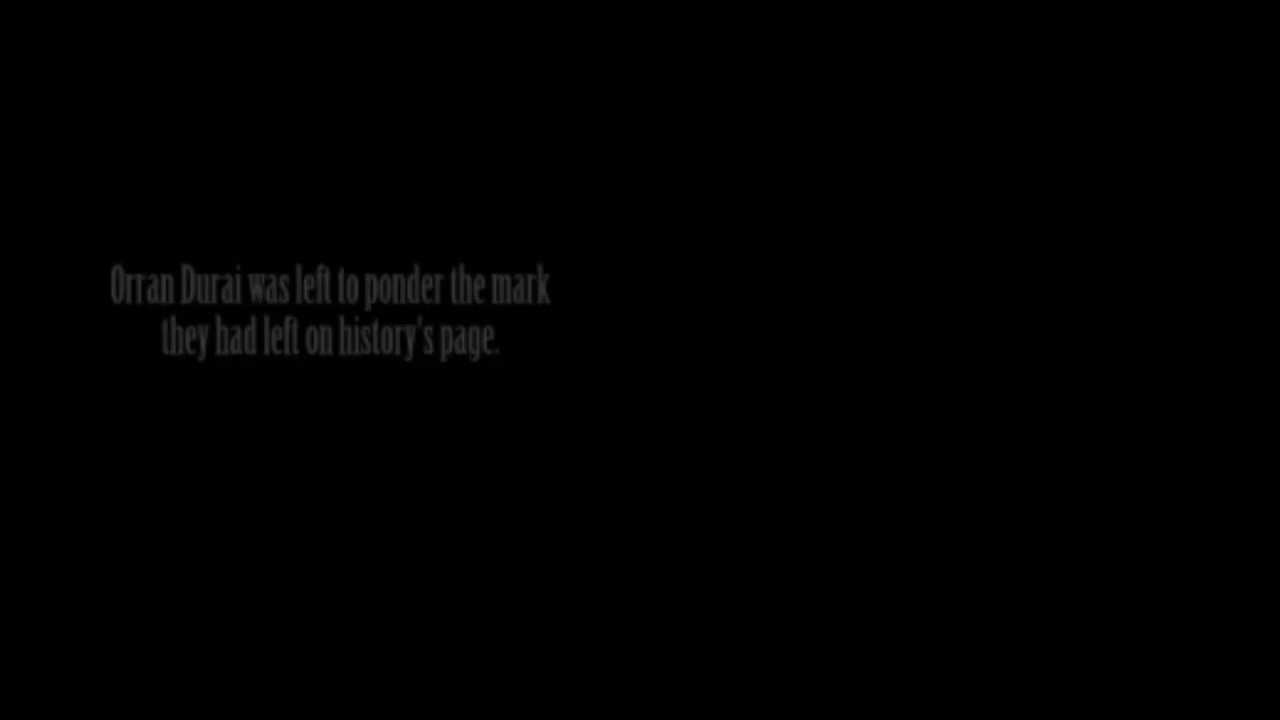 Orran Durai was left to ponder the mark
they had left on history's page.